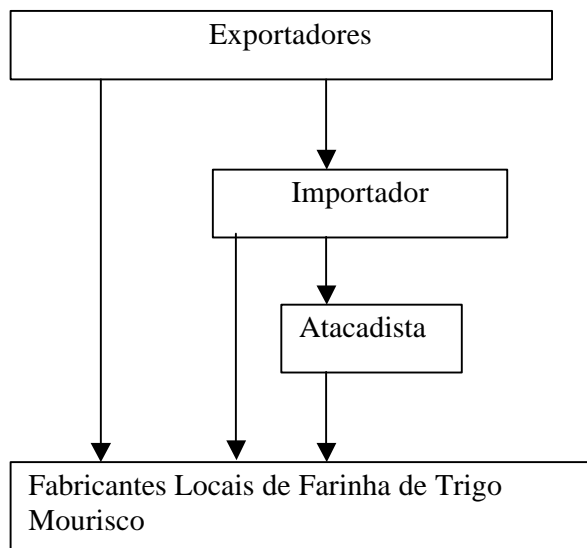 Exportadores
Importador
Atacadista
Fabricantes Locais de Farinha de Trigo
Mourisco